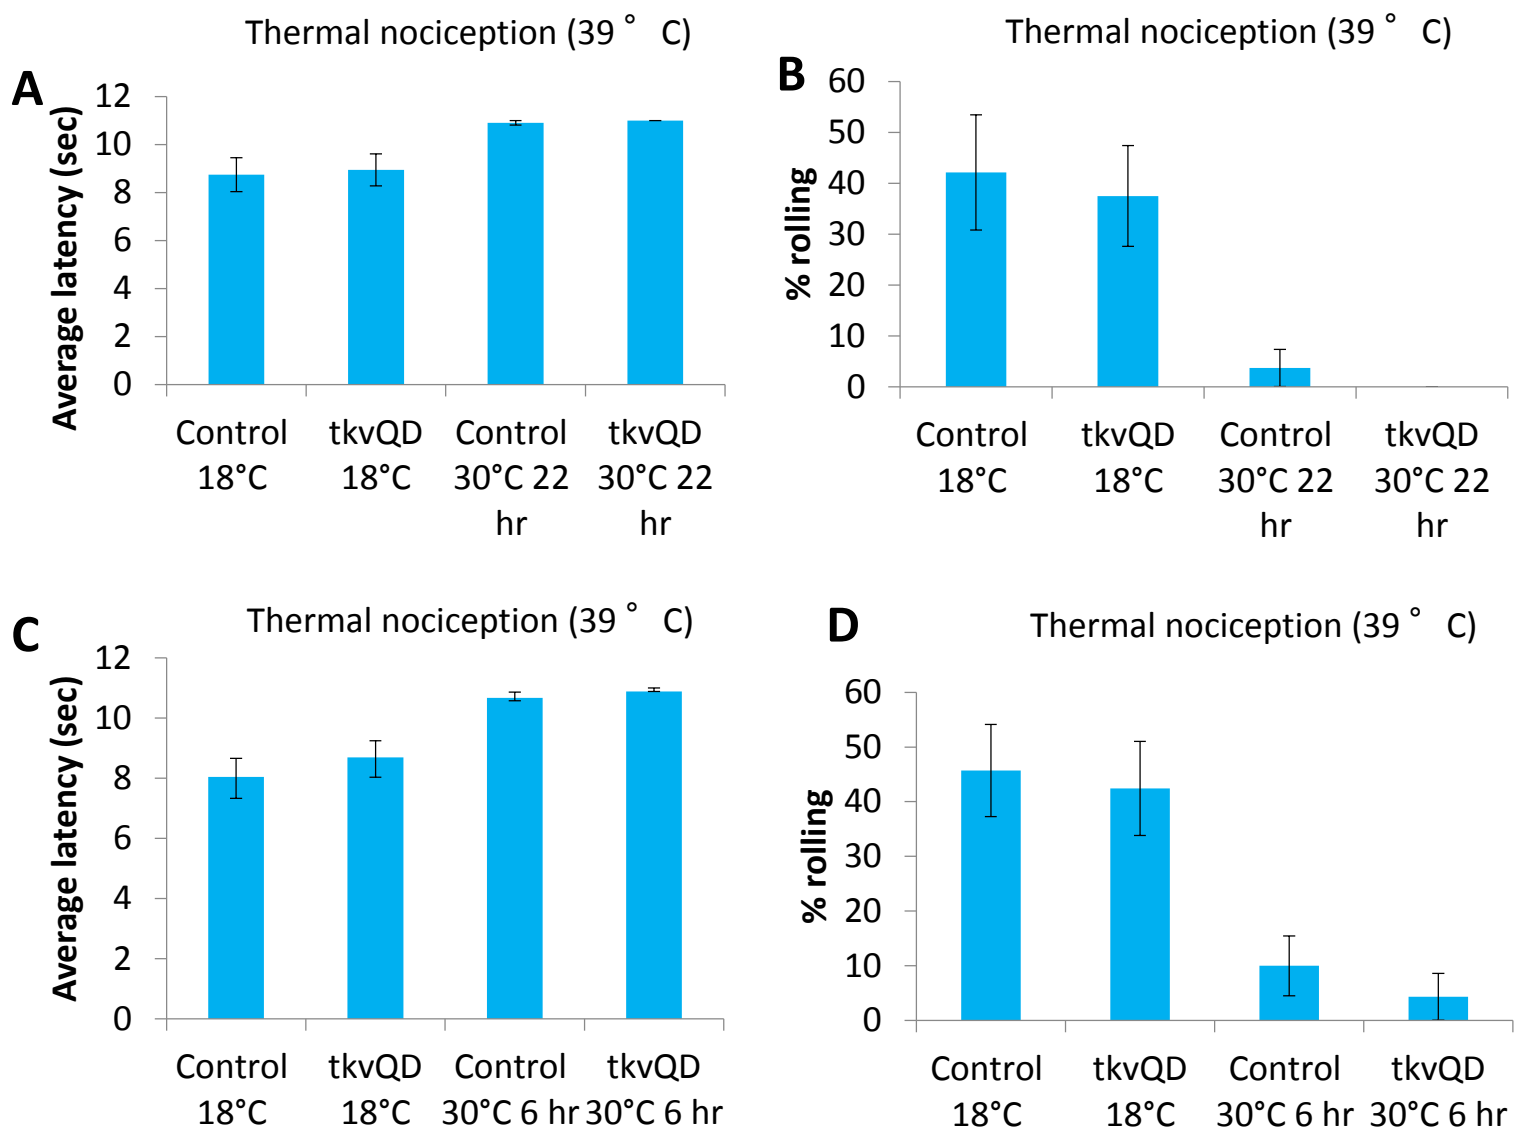 Thermal nociception (39 ° C)
A
Average latency (sec)
12
10
8
6
4
2
0
Control tkvQD Control tkvQD
18°C 18°C 30°C 22 30°C 22
hr hr
Thermal nociception (39 ° C)
B
% rolling
60
50
40
30
20
10
0
Control tkvQD Control tkvQD
18°C 18°C 30°C 22 30°C 22
hr hr
Thermal nociception (39 ° C)
C
Average latency (sec)
12
10
8
6
4
2
0
Control tkvQD Control tkvQD
18°C 18°C 30°C 6 hr 30°C 6 hr
Thermal nociception (39 ° C)
D
% rolling
60
50
40
30
20
10
0
Control tkvQD Control tkvQD
18°C 18°C 30°C 6 hr 30°C 6 hr